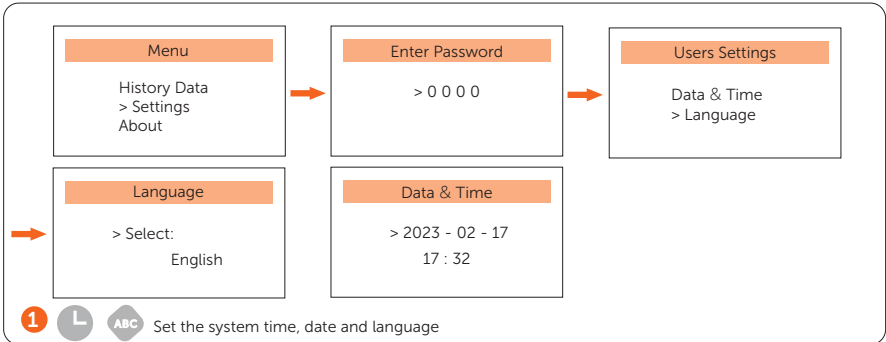 Menu
History Data
> Settings
About
Enter Password
> 0 0 0 0
Users Settings
Data & Time
> Language
Language
> Select:
English
Data & Time
> 2023 - 02 - 17
17 : 32
1 ABC Set the system time, date and language